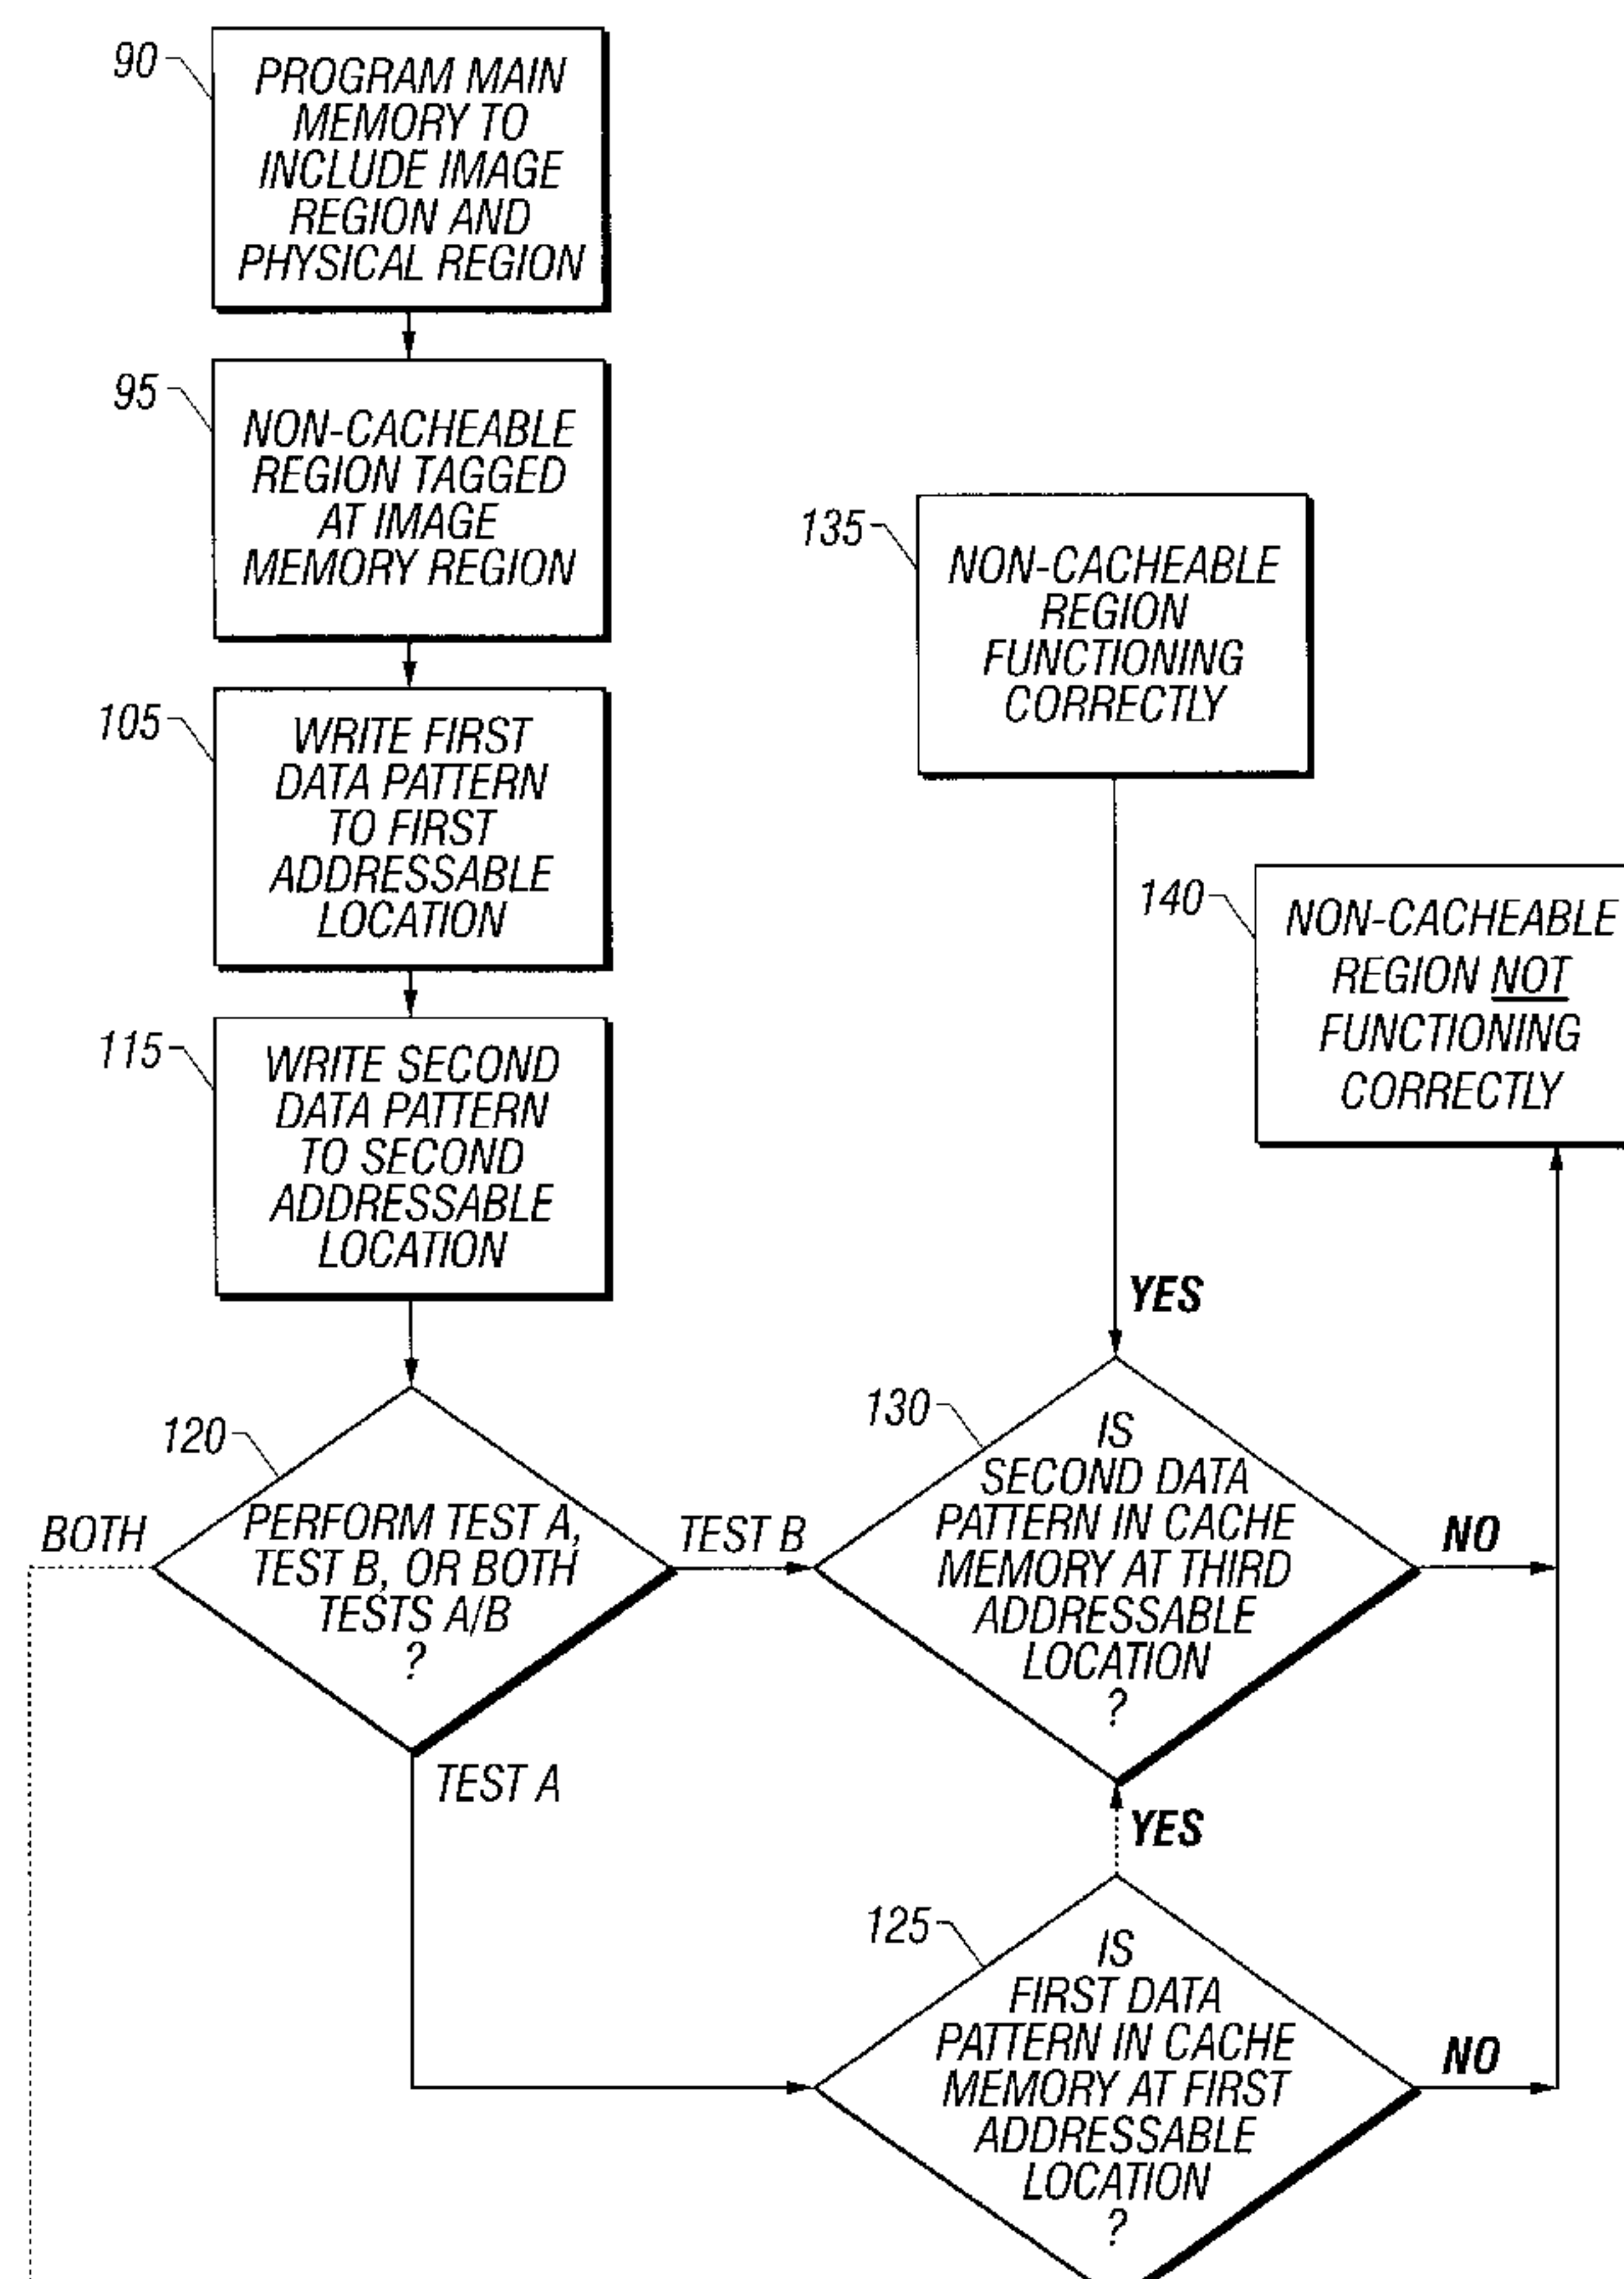 90
PROGRAM MAIN
MEMORY TO
INCLUDE IMAGE
REGION AND
PHYSICAL REGION
95
NON-CACHEABLE
REGION TAGGED
AT IMAGE
MEMORY REGION
105
WRITE FIRST
DATA PATTERN
TO FIRST
ADDRESSABLE
LOCATION
115
WRITE SECOND
DATA PATTERN
TO SECOND
ADDRESSABLE
LOCATION
120
PERFORM TEST A,
TEST B, OR BOTH
TESTS A/B
?
BOTH
TEST B
TEST A
135
NON-CACHEABLE
REGION
FUNCTIONING
CORRECTLY
140
NON-CACHEABLE
REGION NOT
FUNCTIONING
CORRECTLY
YES
130
IS
SECOND DATA
PATTERN IN CACHE
MEMORY AT THIRD
ADDRESSABLE
LOCATION
?
NO
YES
125
IS
FIRST DATA
PATTERN IN CACHE
MEMORY AT FIRST
ADDRESSABLE
LOCATION
?
NO